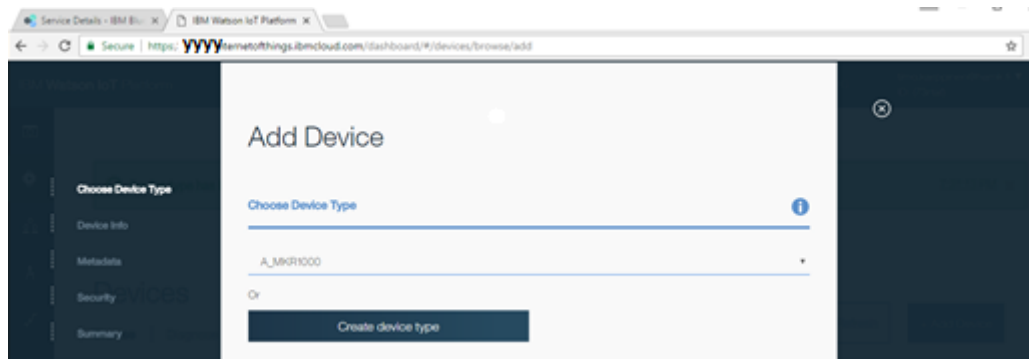 Service Details - IBM Blu
IBM Watson IoT Platform
Secure | https: yyyyternetofthings.ibmcloud.com/dashboard/#/devices/browse/add
Add Device
Choose Device Type
Choose Device Type
Device Info
Metadata
A_MKR1000
Devices
Security
Or
Create device type
Summary